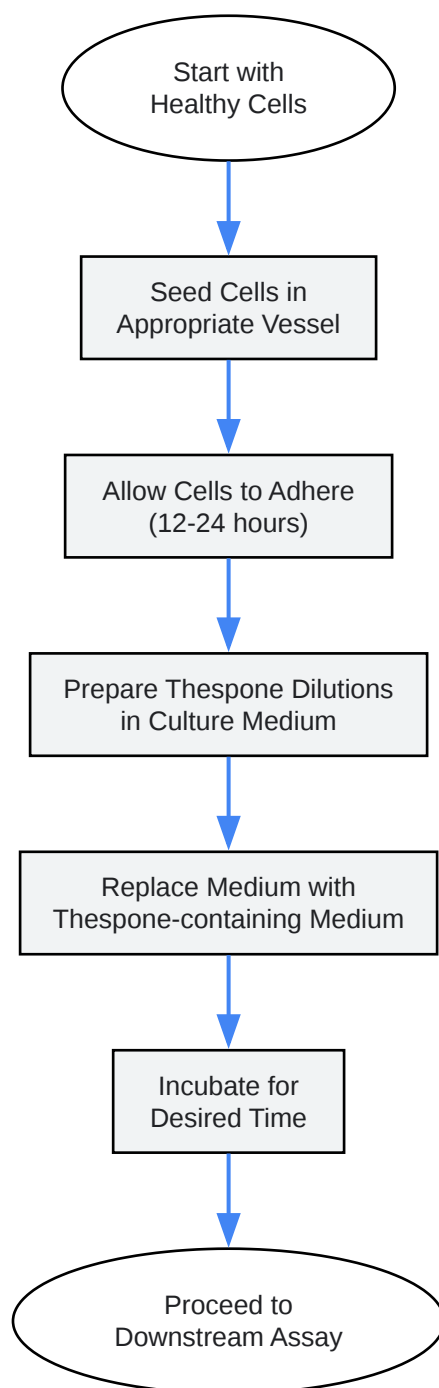 Start with
Healthy Cells
Seed Cells in
Appropriate Vessel
Allow Cells to Adhere
(12-24 hours)
Prepare Thespone Dilutions
in Culture Medium
Replace Medium with
Thespone-containing Medium
Incubate for
Desired Time
Proceed to
Downstream Assay